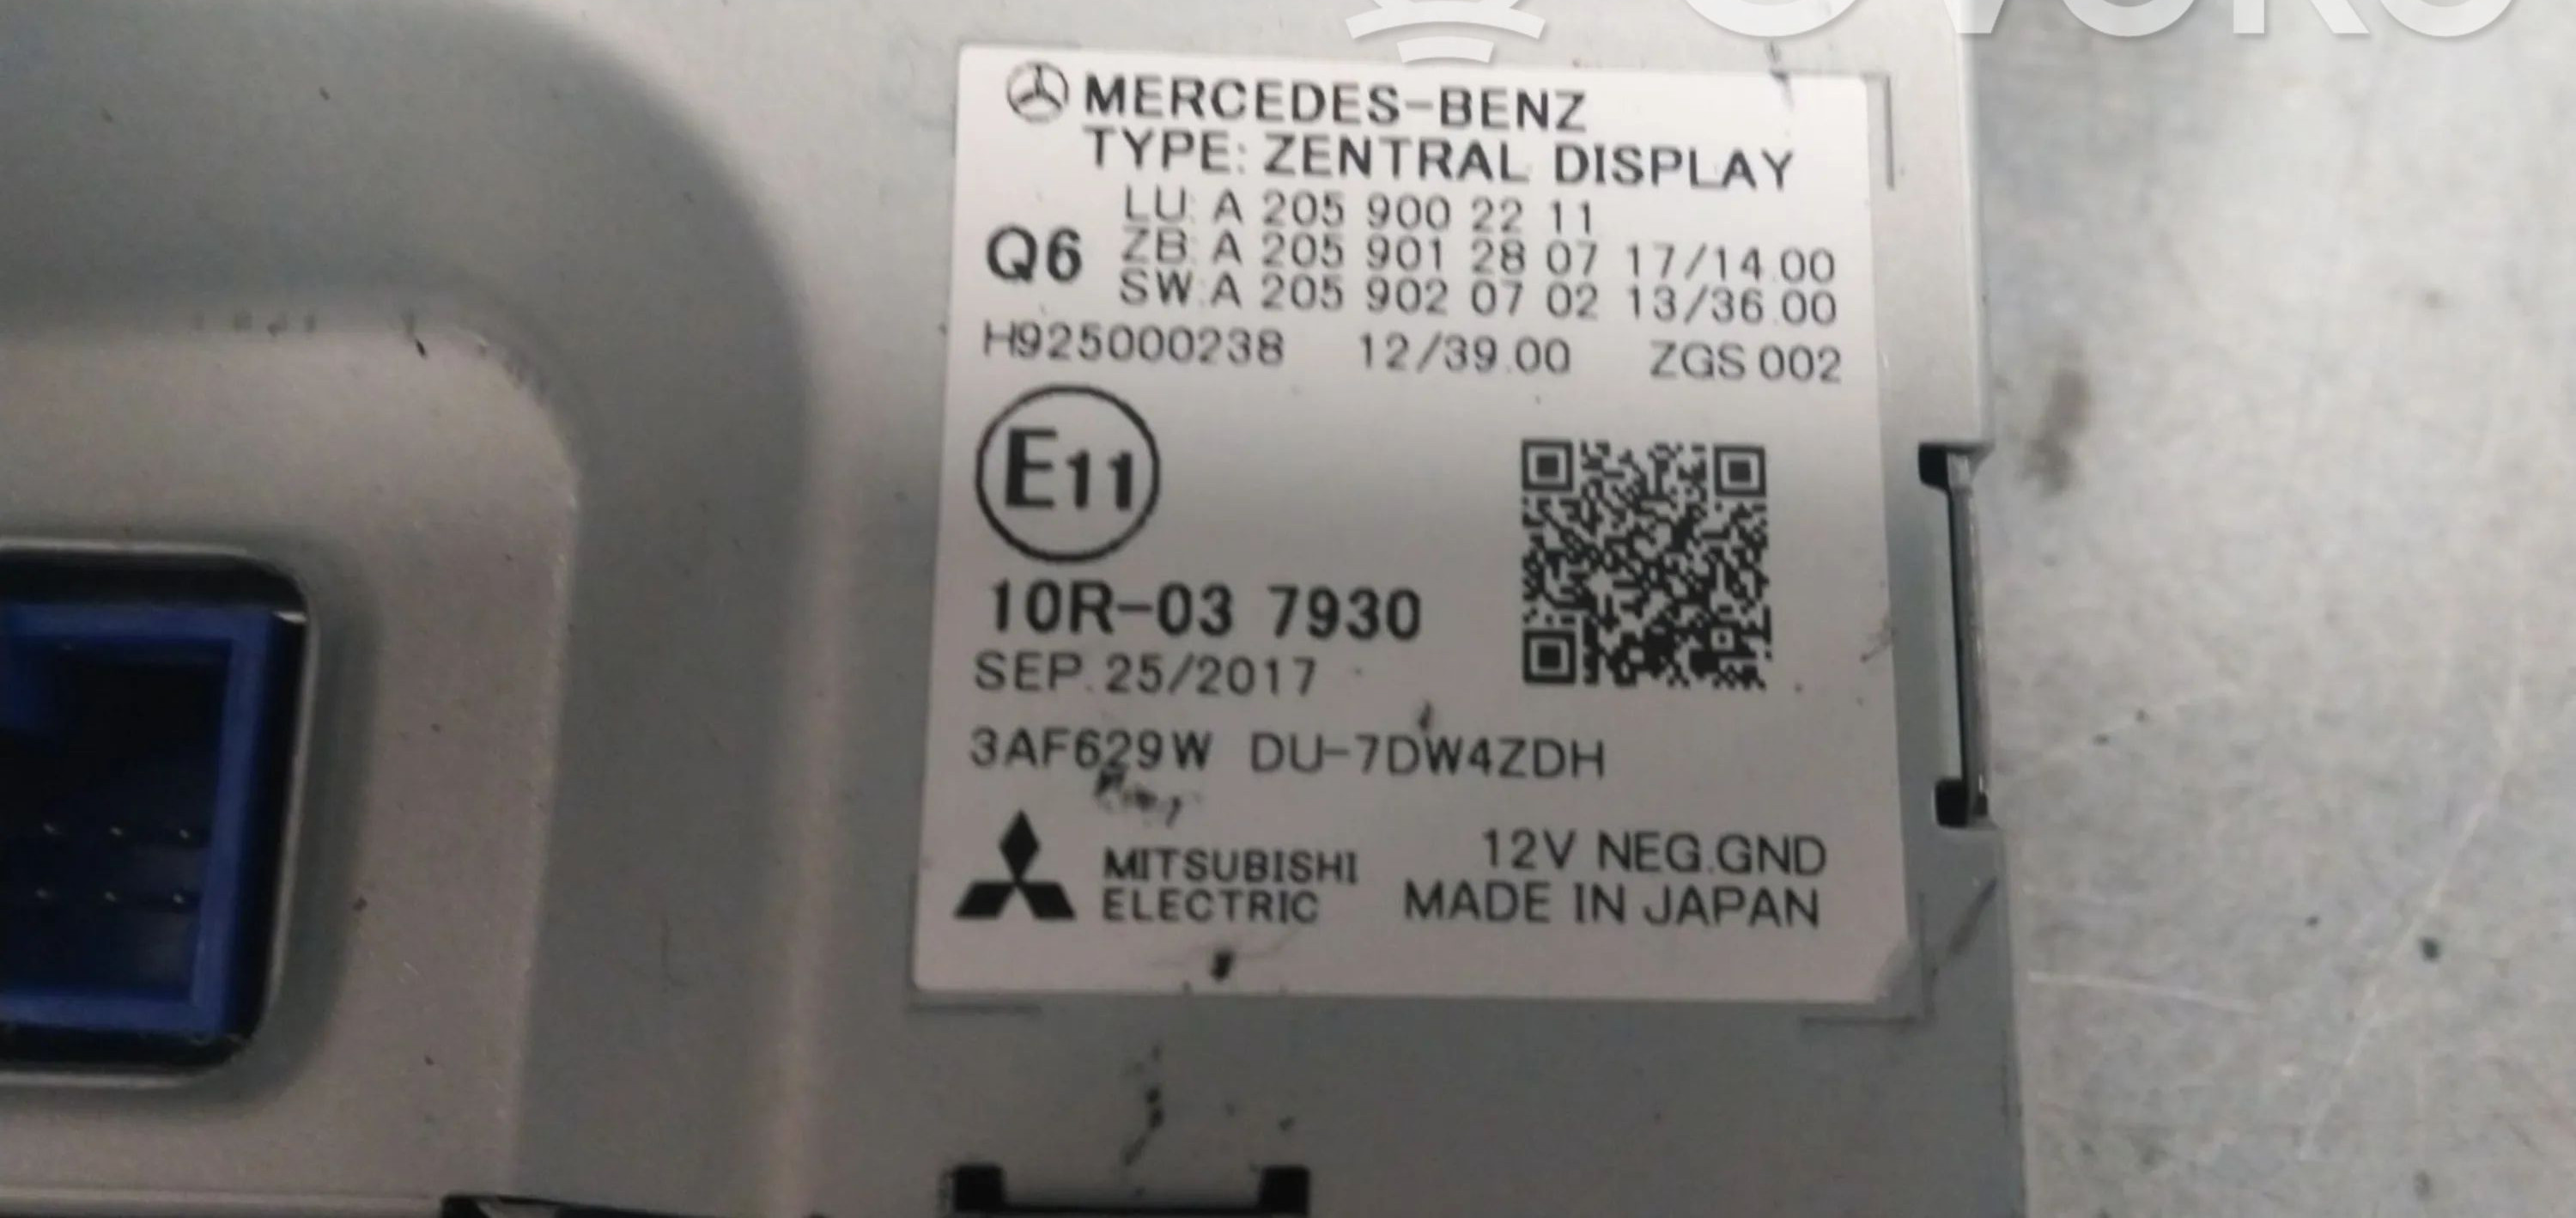 OVOKO
MERCEDES-BENZ
TYPE: ZENTRAL DISPLAY
LU: A 205 900 22 11
Q6 ZB: A 205 901 28 07 17/14.00
SW:A 205 902 07 02 13/36.00
H925000238 12/39.00 ZGS 002
E11
10R-03 7930
SEP.25/2017
3AF629W DU-7DW4ZDH
MITSUBISHI 12V NEG.GND
ELECTRIC MADE IN JAPAN